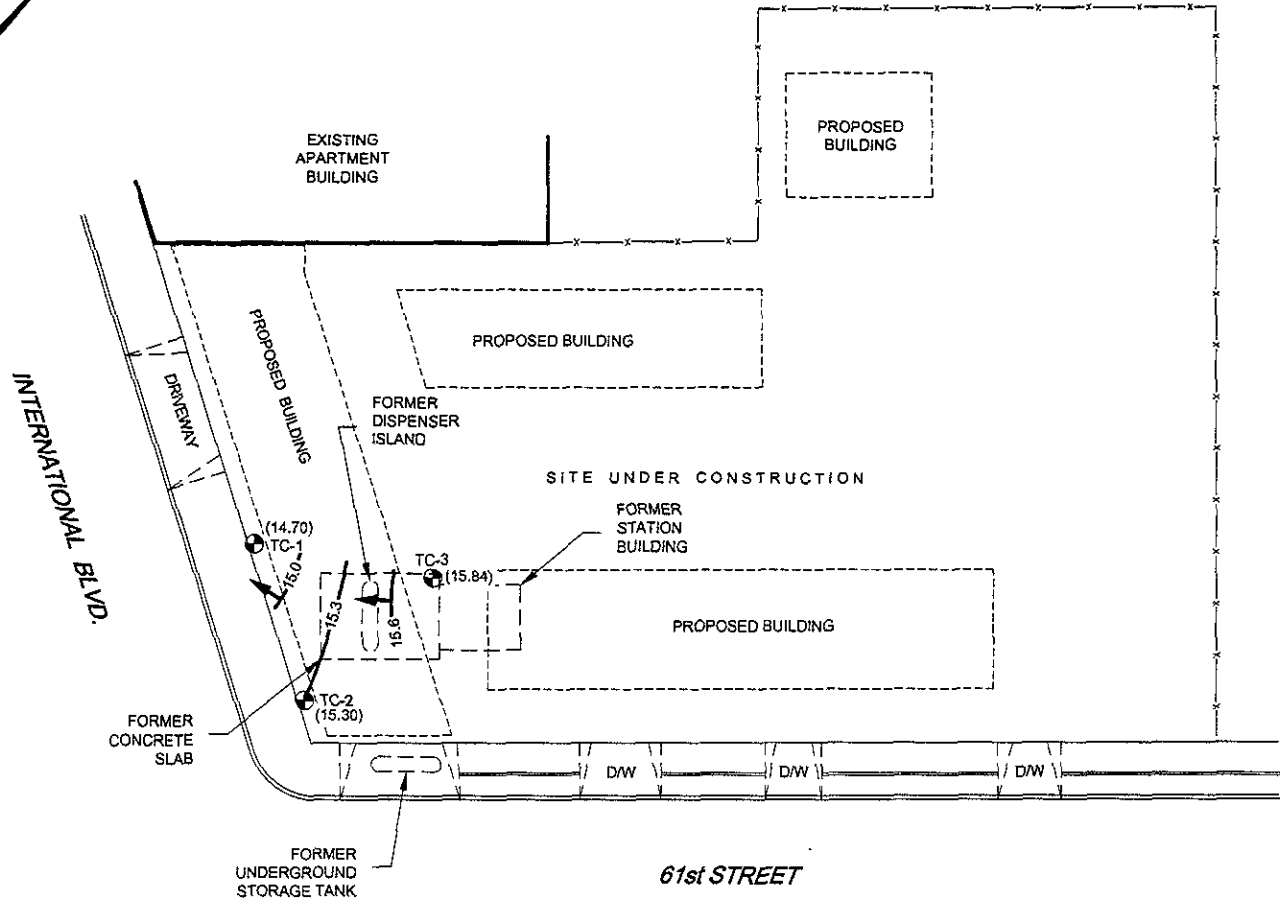 EXISTING
APARTMENT
BUILDING
PROPOSED
BUILDING
PROPOSED BUILDING
PROPOSED BUILDING
DRIVEWAY
INTERNATIONAL BLVD.
FORMER
DISPENSER
ISLAND
SITE UNDER CONSTRUCTION
FORMER
STATION
BUILDING
(14.70)
TC-1
15.0
15.3
15.6
TC-3
(15.84)
PROPOSED BUILDING
TC-2
(15.30)
FORMER
CONCRETE
SLAB
D/W
D/W
D/W
FORMER
UNDERGROUND
STORAGE TANK
61st STREET